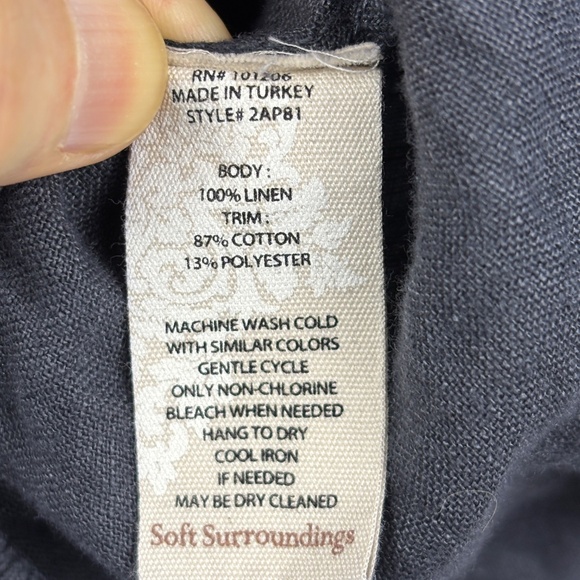 RN# 101206
MADE IN TURKEY
STYLE# 2AP81
BODY :
100% LINEN
TRIM :
87% COTTON
13% POLYESTER
MACHINE WASH COLD
WITH SIMILAR COLORS
GENTLE CYCLE
ONLY NON-CHLORINE
BLEACH WHEN NEEDED
HANG TO DRY
COOL IRON
IF NEEDED
MAY BE DRY CLEANED
Soft Surroundings